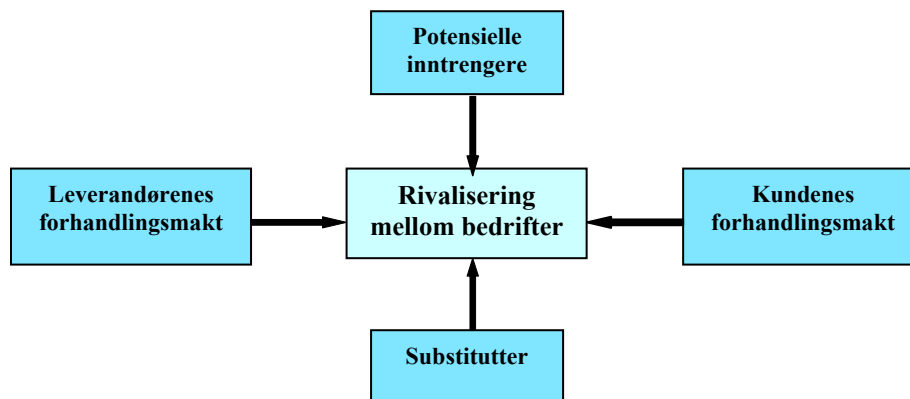 Potensielle
inntrengere
Leverandørenes
forhandlingsmakt
Rivalisering
mellom bedrifter
Kundenes
forhandlingsmakt
Substitutter